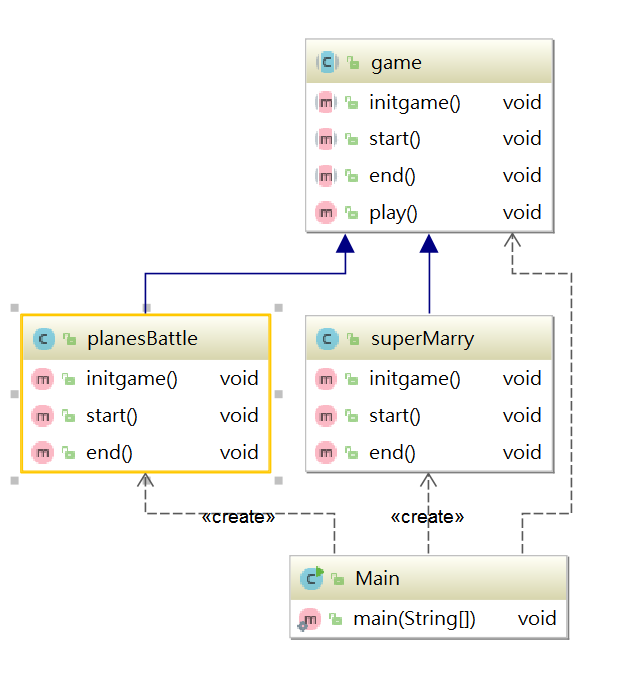 game
initgame() void
start() void
end() void
play() void
planesBattle
initgame() void
start() void
end() void
superMarry
initgame() void
start() void
end() void
«create»
«create»
Main
main(String[]) void